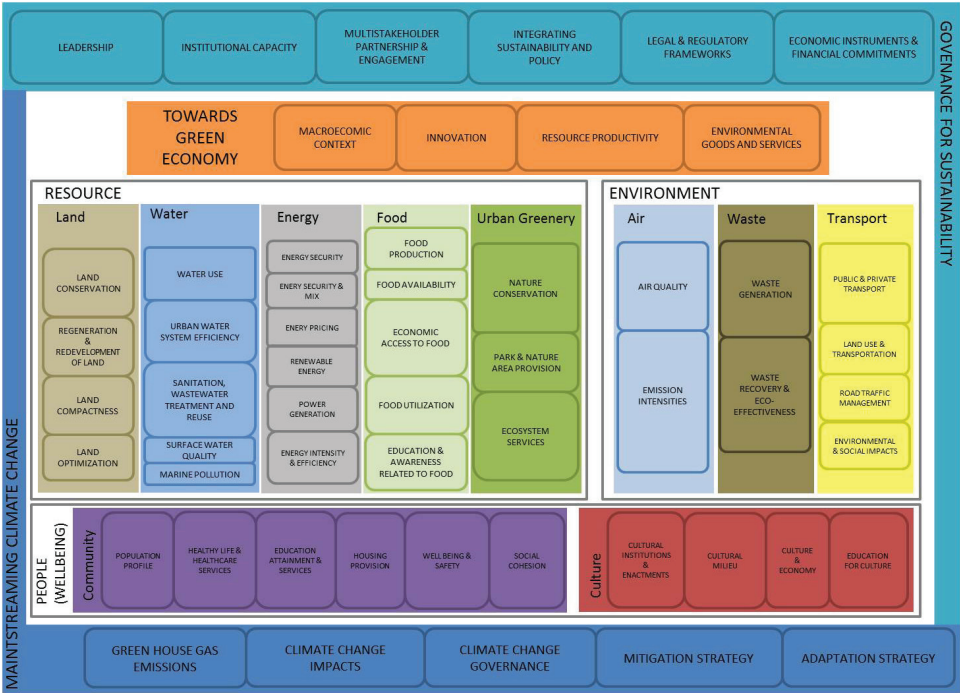 LEADERSHIP
INSTITUTIONAL CAPACITY
MULTISTAKEHOLDER
PARTNERSHIP &
ENGAGEMENT
INTEGRATING
SUSTAINABILITY AND
POLICY
LEGAL & REGULATORY
FRAMEWORKS
ECONOMIC INSTRUMENTS &
FINANCIAL COMMITMENTS
GOVENANCE FOR SUSTAINABILITY
TOWARDS
GREEN
ECONOMY
MACROECOMIC
CONTEXT
INNOVATION
RESOURCE PRODUCTIVITY
ENVIRONMENTAL
GOODS AND SERVICES
RESOURCE
Land
LAND
CONSERVATION
REGENERATION
&
REDEVELOPMENT
OF LAND
LAND
COMPACTNESS
LAND
OPTIMIZATION
Water
WATER USE
URBAN WATER
SYSTEM EFFICIENCY
SANITATION,
WASTEWATER
TREATMENT AND
REUSE
SURFACE WATER
QUALITY
MARINE POLLUTION
Energy
ENERGY SECURITY
ENERY SECURITY &
MIX
ENERY PRICING
RENEWABLE
ENERGY
POWER
GENERATION
ENERGY INTENSITY
& EFFICIENCY
Food
FOOD
PRODUCTION
FOOD AVAILABILITY
ECONOMIC
ACCESS TO FOOD
FOOD UTILIZATION
EDUCATION &
AWARENESS
RELATED TO FOOD
Urban Greenery
NATURE
CONSERVATION
PARK & NATURE
AREA PROVISION
ECOSYSTEM
SERVICES
ENVIRONMENT
Air
AIR QUALITY
EMISSION
INTENSITIES
Waste
WASTE
GENERATION
WASTE
RECOVERY &
ECO-
EFFECTIVENESS
Transport
PUBLIC & PRIVATE
TRANSPORT
LAND USE &
TRANSPORTATION
ROAD TRAFFIC
MANAGEMENT
ENVIRONMENTAL
& SOCIAL IMPACTS
PEOPLE
(WELLBEING)
Community
POPULATION
PROFILE
HEALTHY LIFE &
HEALTHCARE
SERVICES
EDUCATION
ATTAINMENT &
SERVICES
HOUSING
PROVISION
WELLBEING &
SAFETY
SOCIAL
COHESION
Culture
CULTURAL
INSTITUTIONS &
ENACTMENTS
CULTURAL
MILIEU
CULTURE
&
ECONOMY
EDUCATION
FOR CULTURE
MAINTSTREAMING CLIMATE CHANGE
GREEN HOUSE GAS
EMISSIONS
CLIMATE CHANGE
IMPACTS
CLIMATE CHANGE
GOVERNANCE
MITIGATION STRATEGY
ADAPTATION STRATEGY